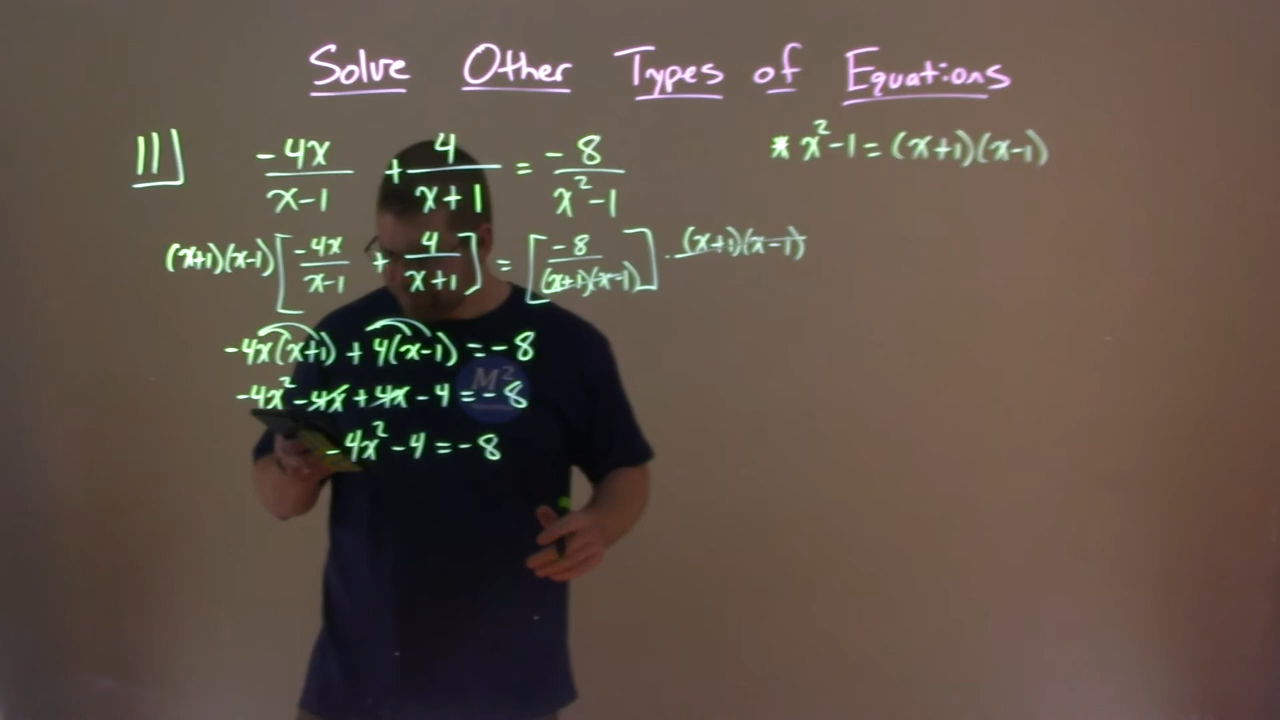 Solve Other Types of Equations
11] -4x/(x-1) + 4/(x+1) = -8/(x²-1)
* x²-1=(x+1)(x-1)
(x+1)(x-1)[-4x/(x-1) + 4/(x+1)] = [-8/((x+1)(x-1))] · (x+1)(x-1)
-4x(x+1) + 4(x-1) = -8
-4x² -4x +4x -4 = -8
-4x² -4 = -8
M²